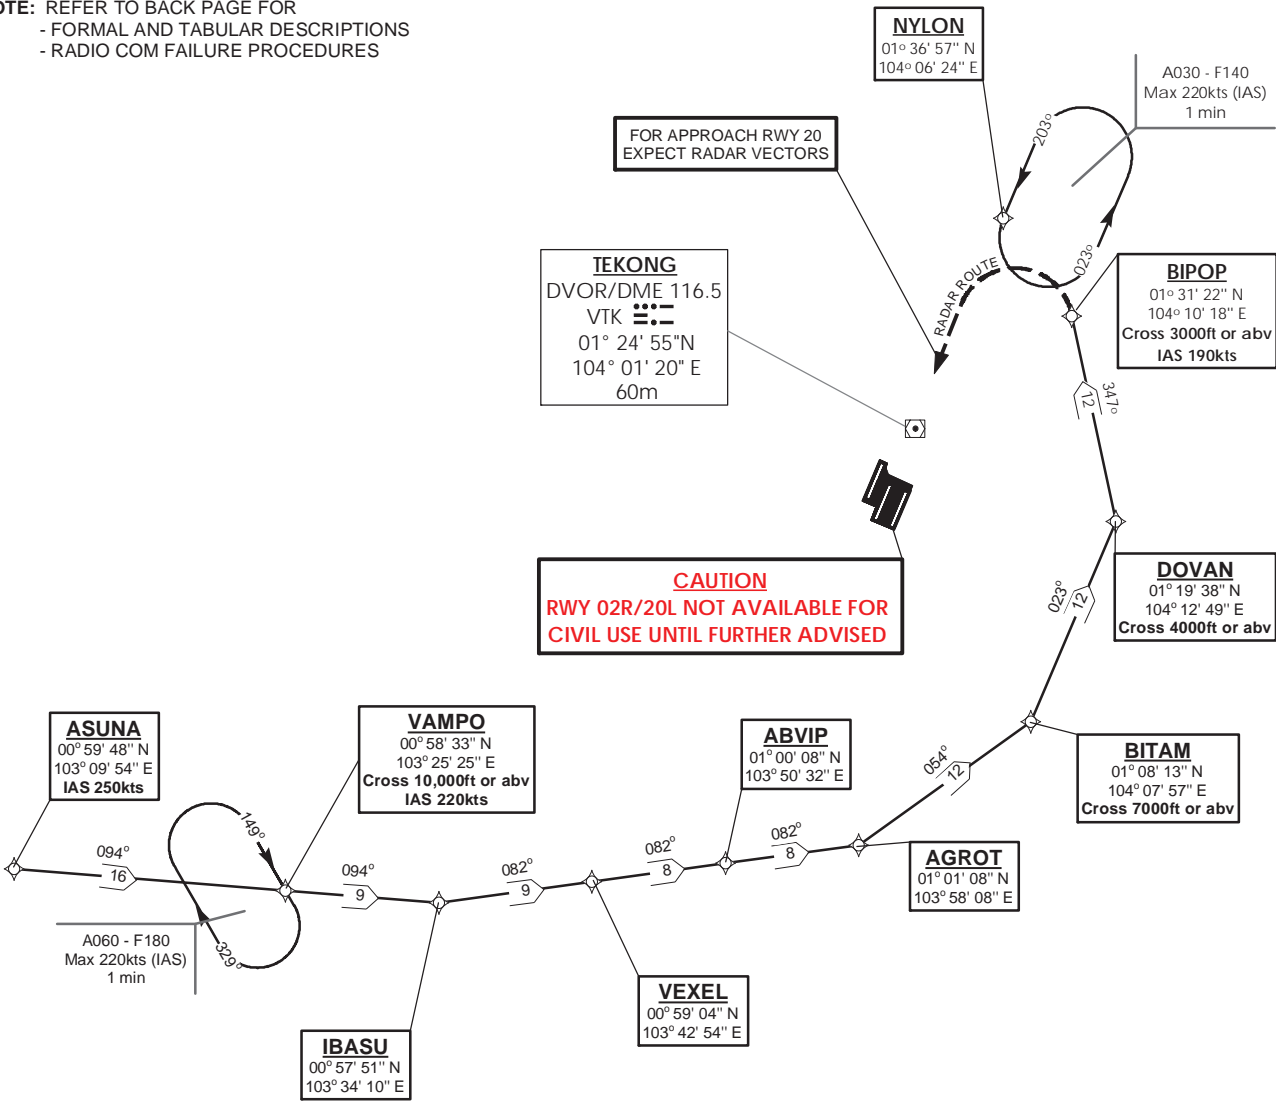 OTE: REFER TO BACK PAGE FOR
- FORMAL AND TABULAR DESCRIPTIONS
- RADIO COM FAILURE PROCEDURES
NYLON
01° 36' 57" N
104° 06' 24" E
A030 - F140
Max 220kts (IAS)
1 min
FOR APPROACH RWY 20
EXPECT RADAR VECTORS
203°
023°
RADAR ROUTE
TEKONG
DVOR/DME 116.5
VTK
01° 24' 55"N
104° 01' 20" E
60m
BIPOP
01° 31' 22" N
104° 10' 18" E
Cross 3000ft or abv
IAS 190kts
347°
12
CAUTION
RWY 02R/20L NOT AVAILABLE FOR
CIVIL USE UNTIL FURTHER ADVISED
DOVAN
01° 19' 38" N
104° 12' 49" E
Cross 4000ft or abv
023°
12
ASUNA
00° 59' 48" N
103° 09' 54" E
IAS 250kts
VAMPO
00° 58' 33" N
103° 25' 25" E
Cross 10,000ft or abv
IAS 220kts
ABVIP
01° 00' 08" N
103° 50' 32" E
BITAM
01° 08' 13" N
104° 07' 57" E
Cross 7000ft or abv
054°
12
149°
329°
094°
16
094°
9
082°
9
082°
8
082°
8
AGROT
01° 01' 08" N
103° 58' 08" E
A060 - F180
Max 220kts (IAS)
1 min
VEXEL
00° 59' 04" N
103° 42' 54" E
IBASU
00° 57' 51" N
103° 34' 10" E